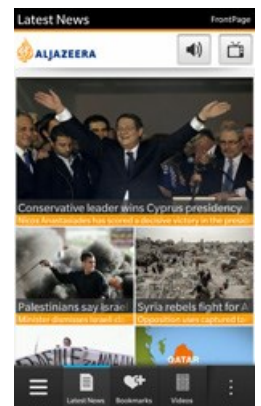 Latest News
FrontPage
ALJAZEERA
Conservative leader wins Cyprus presidency
Nicos Anastasiades has scored a decisive victory in the presid
Palestinians say Israel
Minister dismisses Israeli cl
Syria rebels fight for A
Opposition uses captured ta
QATAR
Latest News
Bookmarks
Videos